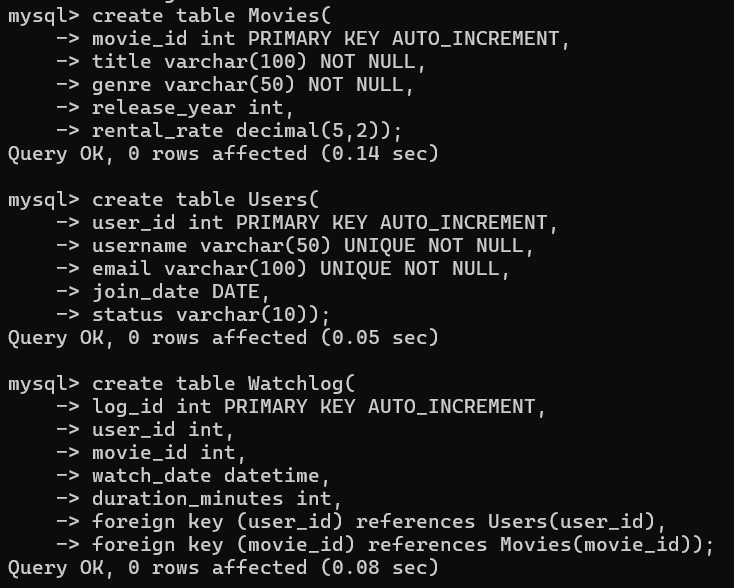 mysql> create table Movies(
    -> movie_id int PRIMARY KEY AUTO_INCREMENT,
    -> title varchar(100) NOT NULL,
    -> genre varchar(50) NOT NULL,
    -> release_year int,
    -> rental_rate decimal(5,2));
Query OK, 0 rows affected (0.14 sec)

mysql> create table Users(
    -> user_id int PRIMARY KEY AUTO_INCREMENT,
    -> username varchar(50) UNIQUE NOT NULL,
    -> email varchar(100) UNIQUE NOT NULL,
    -> join_date DATE,
    -> status varchar(10));
Query OK, 0 rows affected (0.05 sec)

mysql> create table Watchlog(
    -> log_id int PRIMARY KEY AUTO_INCREMENT,
    -> user_id int,
    -> movie_id int,
    -> watch_date datetime,
    -> duration_minutes int,
    -> foreign key (user_id) references Users(user_id),
    -> foreign key (movie_id) references Movies(movie_id));
Query OK, 0 rows affected (0.08 sec)